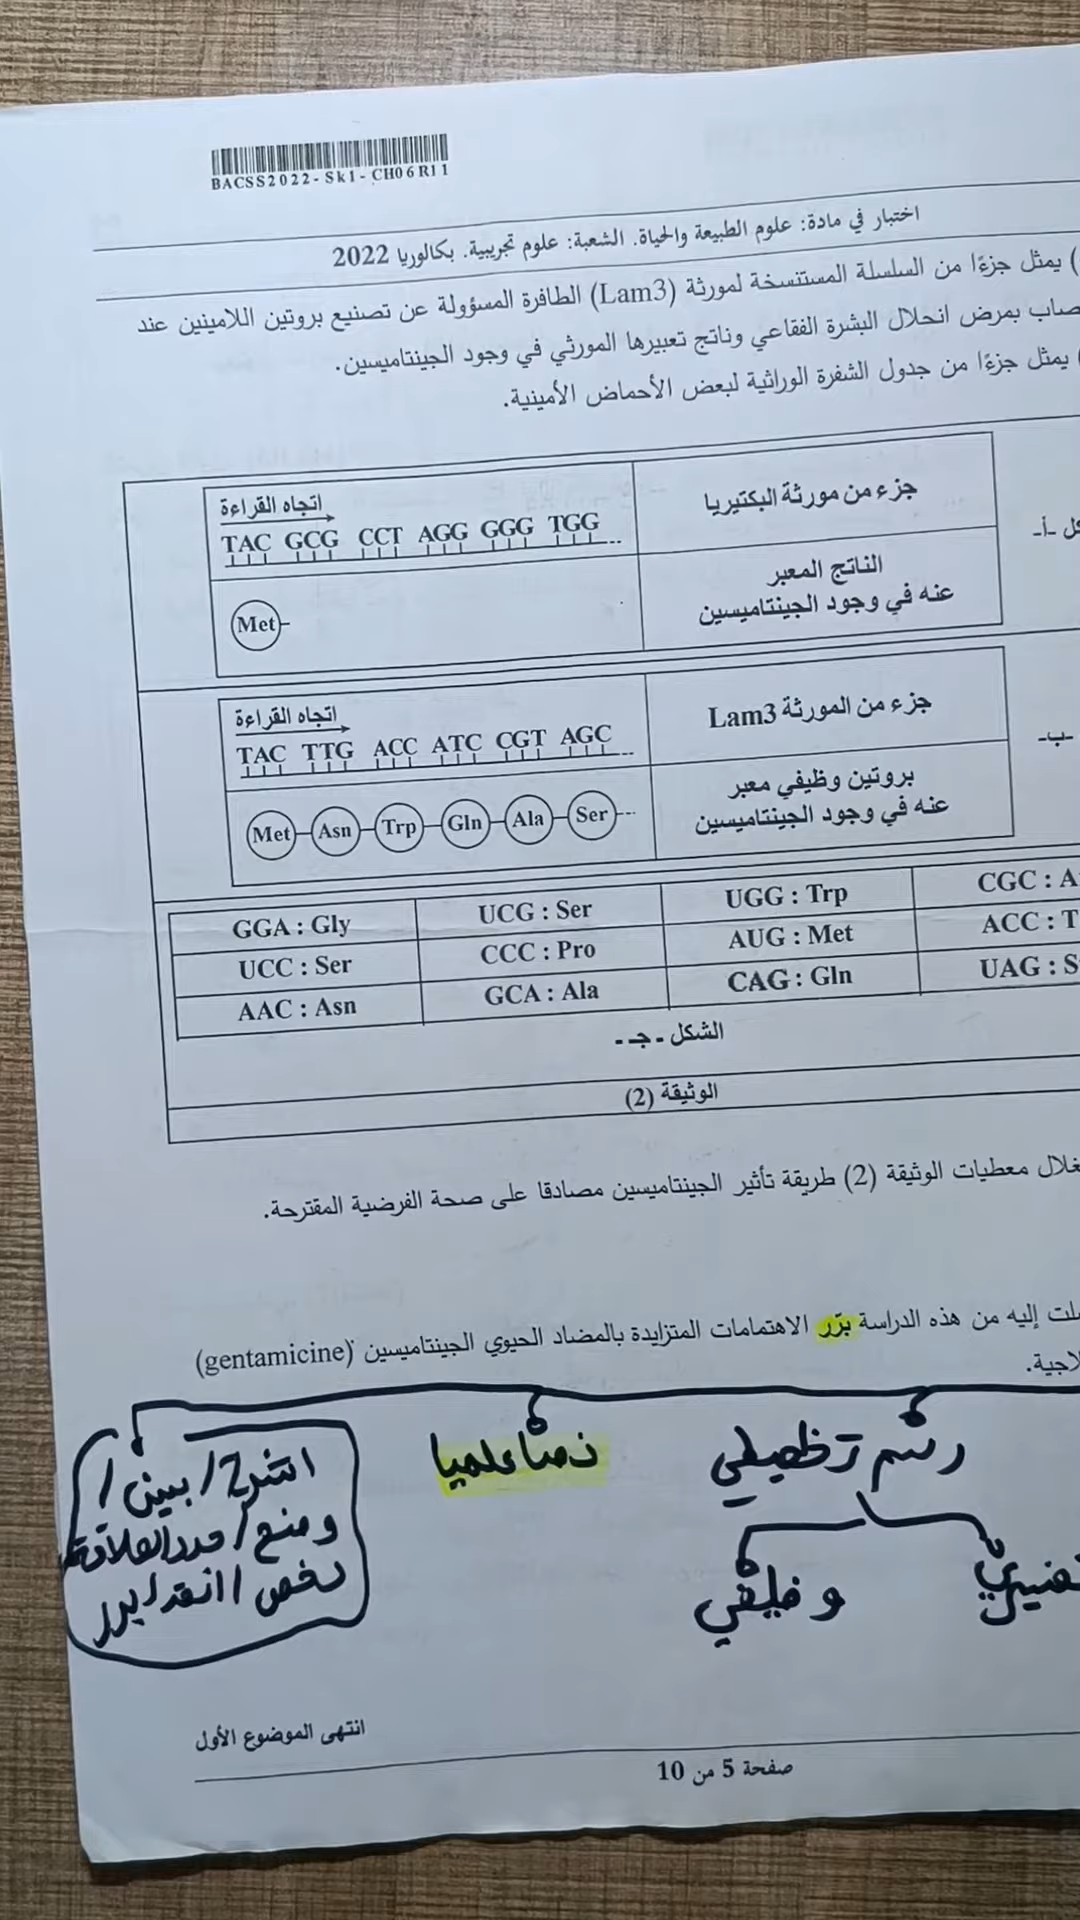 BACSS2022-Sk1-CH06RI1
اختبار في مادة: علوم الطبيعة والحياة. الشعبة: علوم تجريبية. بكالوريا 2022
) يمثل جزءًا من السلسلة المستنسخة لمورثة (Lam3) الطافرة المسؤولة عن تصنيع بروتين اللامينين عند
صاب بمرض انحلال البشرة الفقاعي وناتج تعبيرها المورثي في وجود الجينتاميسين.
) يمثل جزءًا من جدول الشفرة الوراثية لبعض الأحماض الأمينية.
كل -أ-
جزء من مورثة البكتيريا
اتجاه القراءة
TAC GCG CCT AGG GGG TGG...
الناتج المعبر
عنه في وجود الجينتاميسين
Met-
-ب-
جزء من المورثة Lam3
اتجاه القراءة
TAC TTG ACC ATC CGT AGC...
بروتين وظيفي معبر
عنه في وجود الجينتاميسين
Met-Asn-Trp-Gln-Ala-Ser---
GGA : Gly UCG : Ser UGG : Trp CGC : A
UCC : Ser CCC : Pro AUG : Met ACC : T
AAC : Asn GCA : Ala CAG : Gln UAG : S
الشكل - جـ -
الوثيقة (2)
غلال معطيات الوثيقة (2) طريقة تأثير الجينتاميسين مصادقا على صحة الفرضية المقترحة.
لت إليه من هذه الدراسة برّر الاهتمامات المتزايدة بالمضاد الحيوي الجينتاميسين (gentamicine)
لاجية.
رسم تخطيطي
نصا علميا
اشرح / بين /
وضح / حدد العلاقة
لخص / انقد / برر
وظيفي
تفسيري
انتهى الموضوع الأول
صفحة 5 من 10